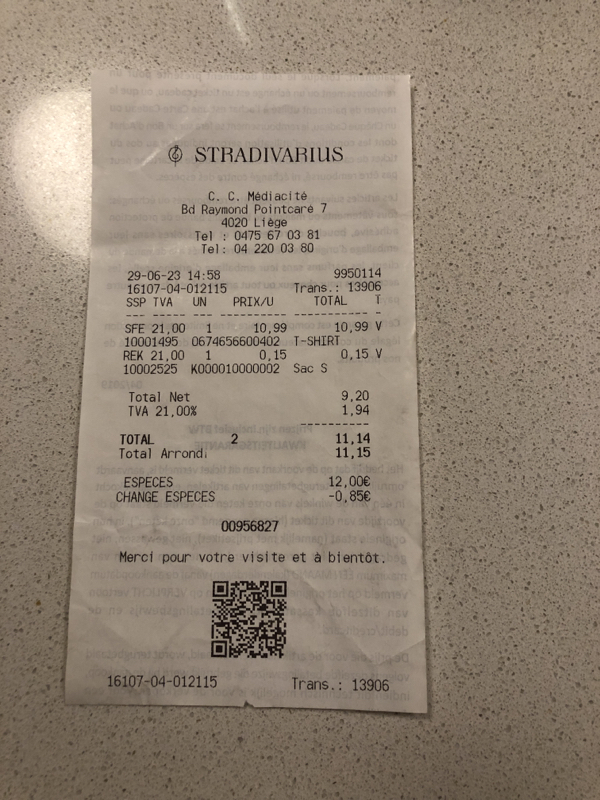 STRADIVARIUS
C. C. Médiacité
Bd Raymond Pointcaré 7
4020 Liège
Tel : 0475 67 03 81
Tel: 04 220 03 80
29-06-23 14:58 9950114
16107-04-012115 Trans.: 13906
SSP TVA UN PRIX/U TOTAL T
SFE 21,00 1 10,99 10,99 V
10001495 0674656600402 T-SHIRT
REK 21,00 1 0,15 0,15 V
10002525 K000010000002 Sac S
Total Net 9,20
TVA 21,00% 1,94
TOTAL 2 11,14
Total Arrondi 11,15
ESPECES 12,00€
CHANGE ESPECES -0,85€
00956827
Merci pour votre visite et à bientôt.
16107-04-012115 Trans.: 13906